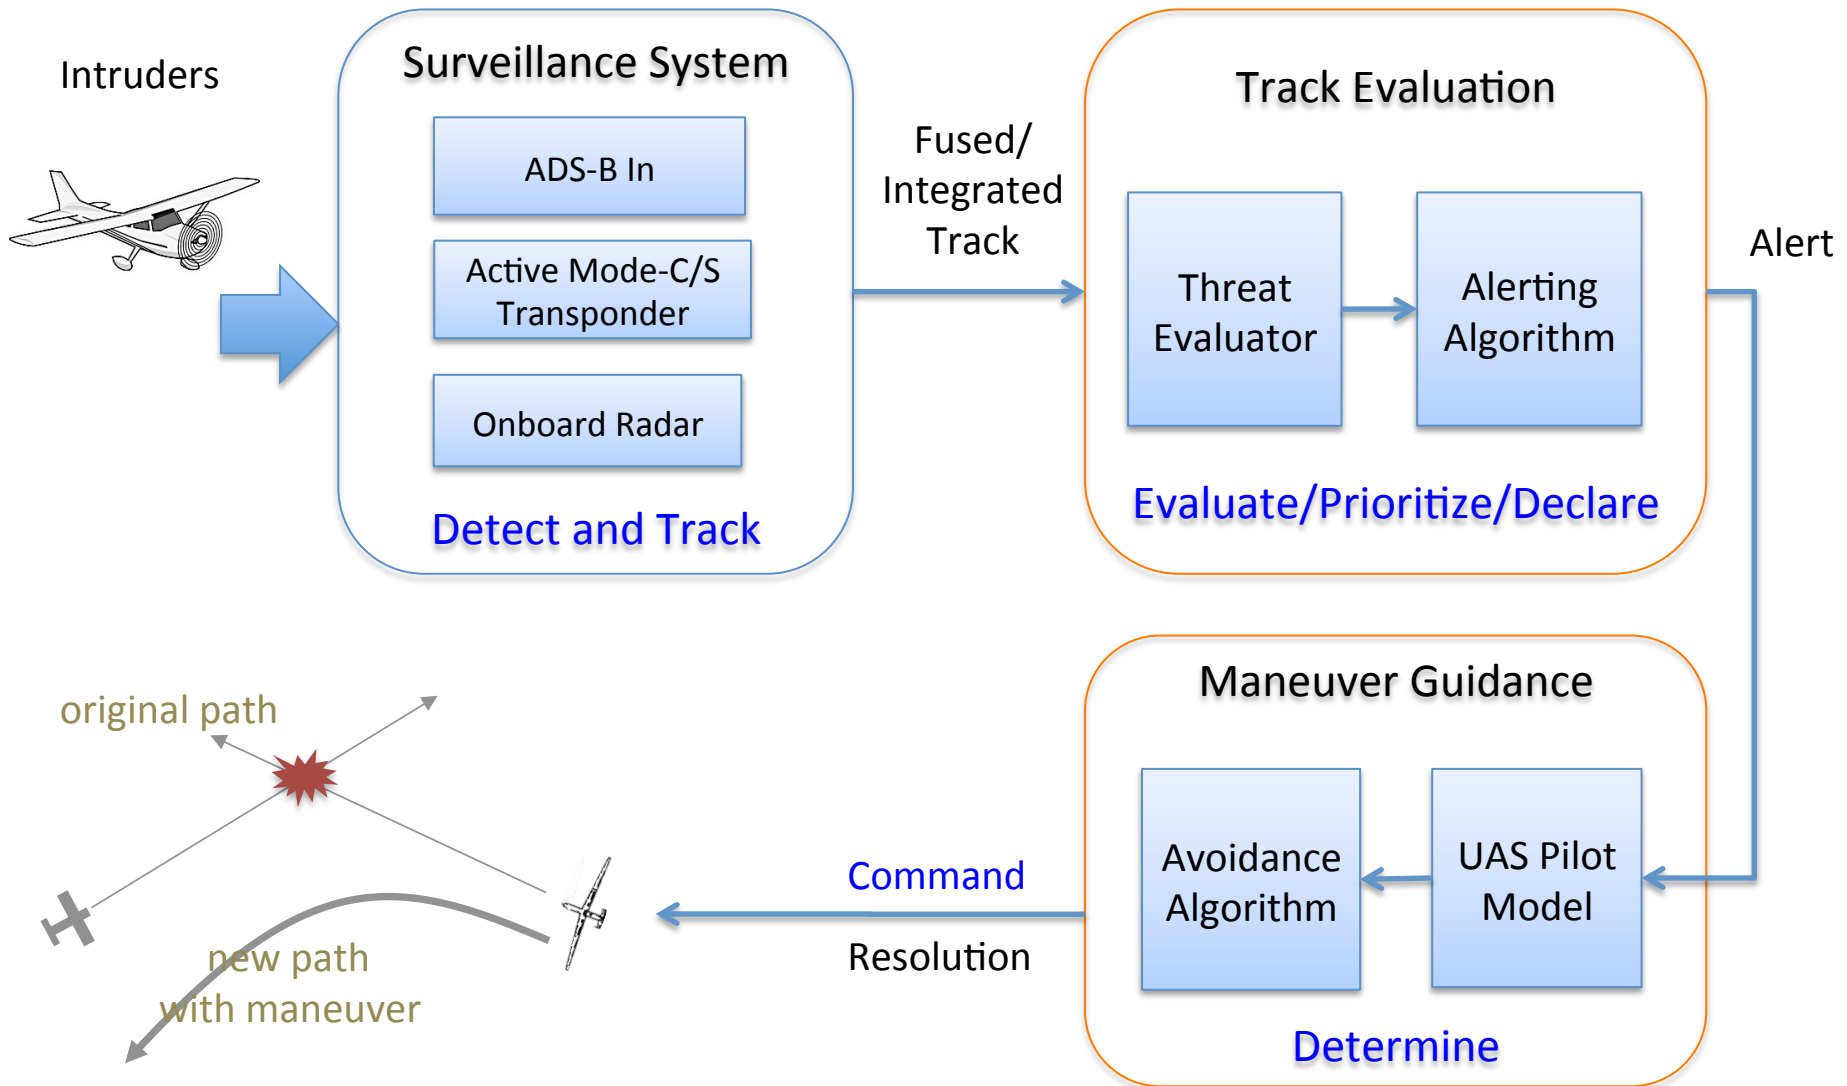 Intruders
Surveillance System
ADS-B In
Active Mode-C/S
Transponder
Onboard Radar
Detect and Track
Fused/
Integrated
Track
Track Evaluation
Threat
Evaluator
Alerting
Algorithm
Evaluate/Prioritize/Declare
Alert
Maneuver Guidance
UAS Pilot
Model
Avoidance
Algorithm
Determine
Command
Resolution
original path
new path
with maneuver